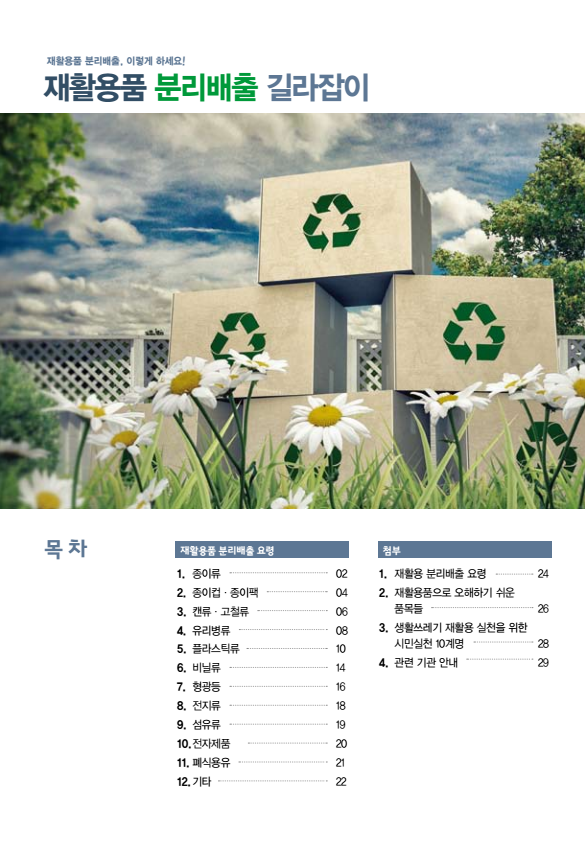 재활용품 분리배출, 이렇게 하세요!
재활용품 분리배출 길라잡이
목 차
재활용품 분리배출 요령
1. 종이류 02
2. 종이컵 · 종이팩 04
3. 캔류 · 고철류 06
4. 유리병류 08
5. 플라스틱류 10
6. 비닐류 14
7. 형광등 16
8. 전지류 18
9. 섬유류 19
10. 전자제품 20
11. 폐식용유 21
12. 기타 22
첨부
1. 재활용 분리배출 요령 24
2. 재활용품으로 오해하기 쉬운
품목들 26
3. 생활쓰레기 재활용 실천을 위한
시민실천 10계명 28
4. 관련 기관 안내 29